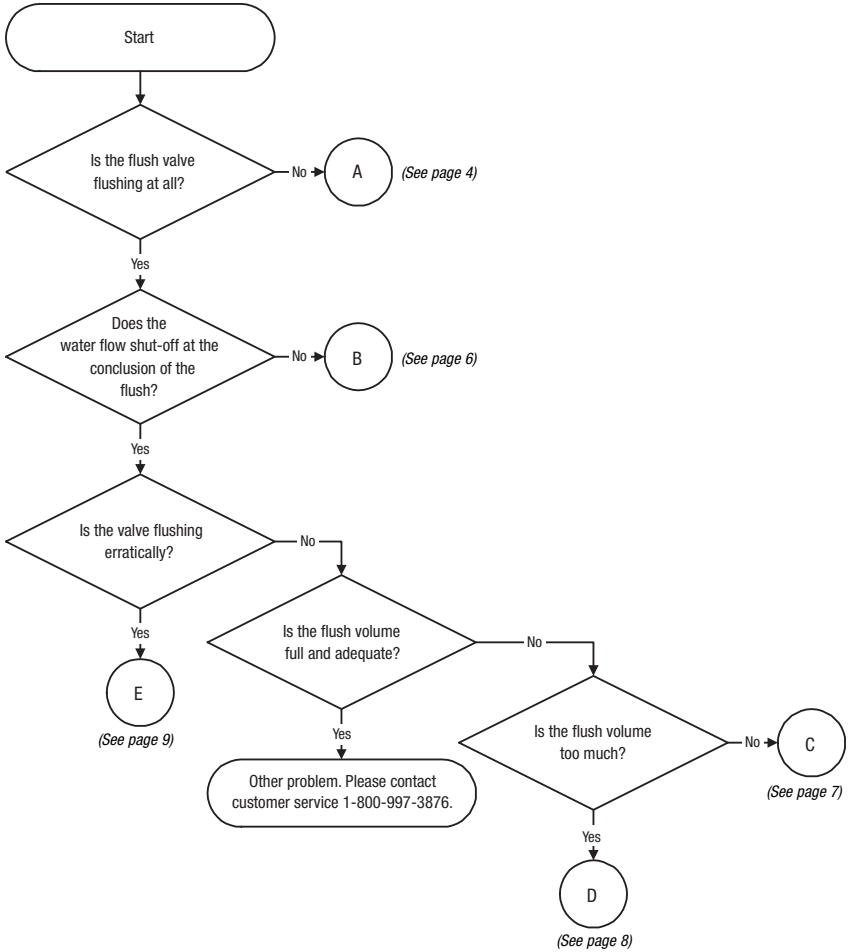 Start
Is the flush valve
flushing at all?
No
A
(See page 4)
Yes
Does the
water flow shut-off at the
conclusion of the
flush?
No
B
(See page 6)
Yes
Is the valve flushing
erratically?
No
Yes
E
(See page 9)
Is the flush volume
full and adequate?
No
Yes
Other problem. Please contact
customer service 1-800-997-3876.
Is the flush volume
too much?
No
C
(See page 7)
Yes
D
(See page 8)